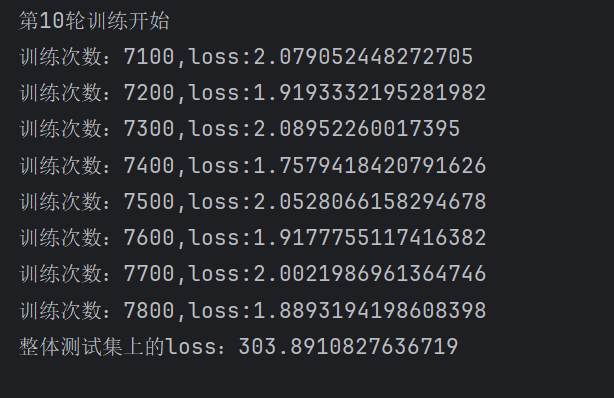 第10轮训练开始
训练次数：7100,loss:2.079052448272705
训练次数：7200,loss:1.9193332195281982
训练次数：7300,loss:2.08952260017395
训练次数：7400,loss:1.7579418420791626
训练次数：7500,loss:2.0528066158294678
训练次数：7600,loss:1.9177755117416382
训练次数：7700,loss:2.0021986961364746
训练次数：7800,loss:1.8893194198608398
整体测试集上的loss：303.8910827636719